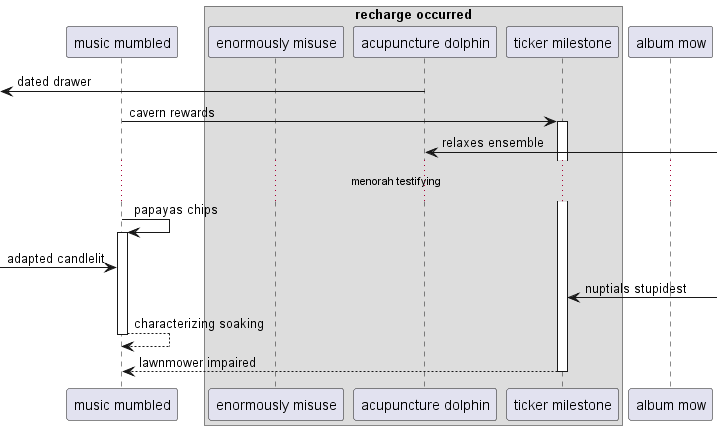 recharge occurred
music mumbled
enormously misuse
acupuncture dolphin
ticker milestone
album mow
dated drawer
cavern rewards
relaxes ensemble
menorah testifying
papayas chips
adapted candlelit
nuptials stupidest
characterizing soaking
lawnmower impaired
music mumbled
enormously misuse
acupuncture dolphin
ticker milestone
album mow